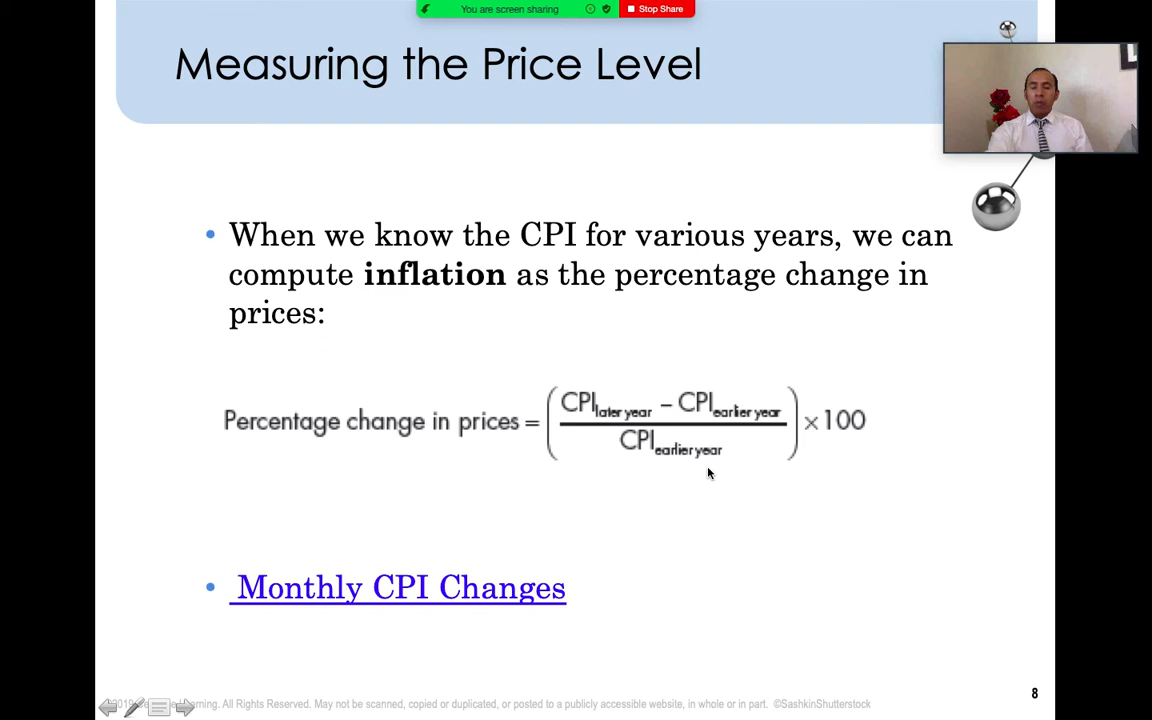 You are screen sharing Stop Share
Measuring the Price Level
• When we know the CPI for various years, we can
compute inflation as the percentage change in
prices:
Percentage change in prices = (CPI later year – CPI earlier year / CPI earlier year) × 100
• Monthly CPI Changes
8
Learning. All Rights Reserved. May not be scanned, copied or duplicated, or posted to a publicly accessible website, in whole or in part. ©SashkinShutterstock